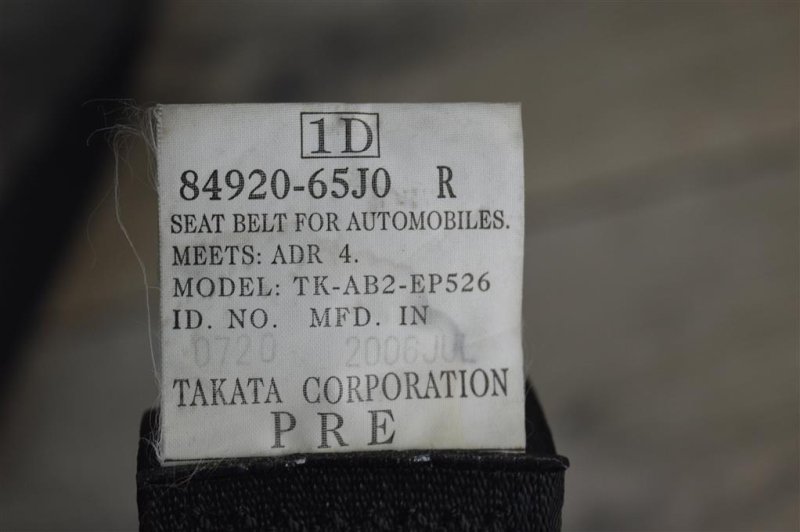 1D
84920-65J0 R
SEAT BELT FOR AUTOMOBILES.
MEETS: ADR 4.
MODEL: TK-AB2-EP526
ID. NO. MFD. IN
0720 2006JUL
TAKATA CORPORATION
PRE